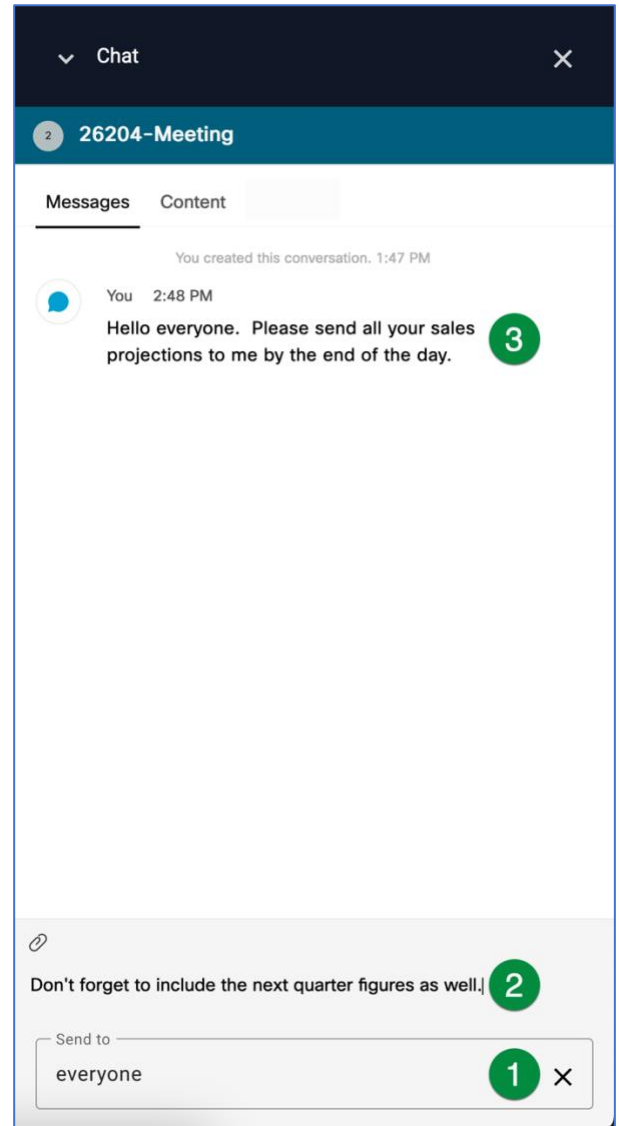 Chat
2 26204-Meeting
Messages Content
You created this conversation. 1:47 PM
You 2:48 PM
Hello everyone. Please send all your sales
projections to me by the end of the day.
3
Don't forget to include the next quarter figures as well.
2
Send to
everyone
1